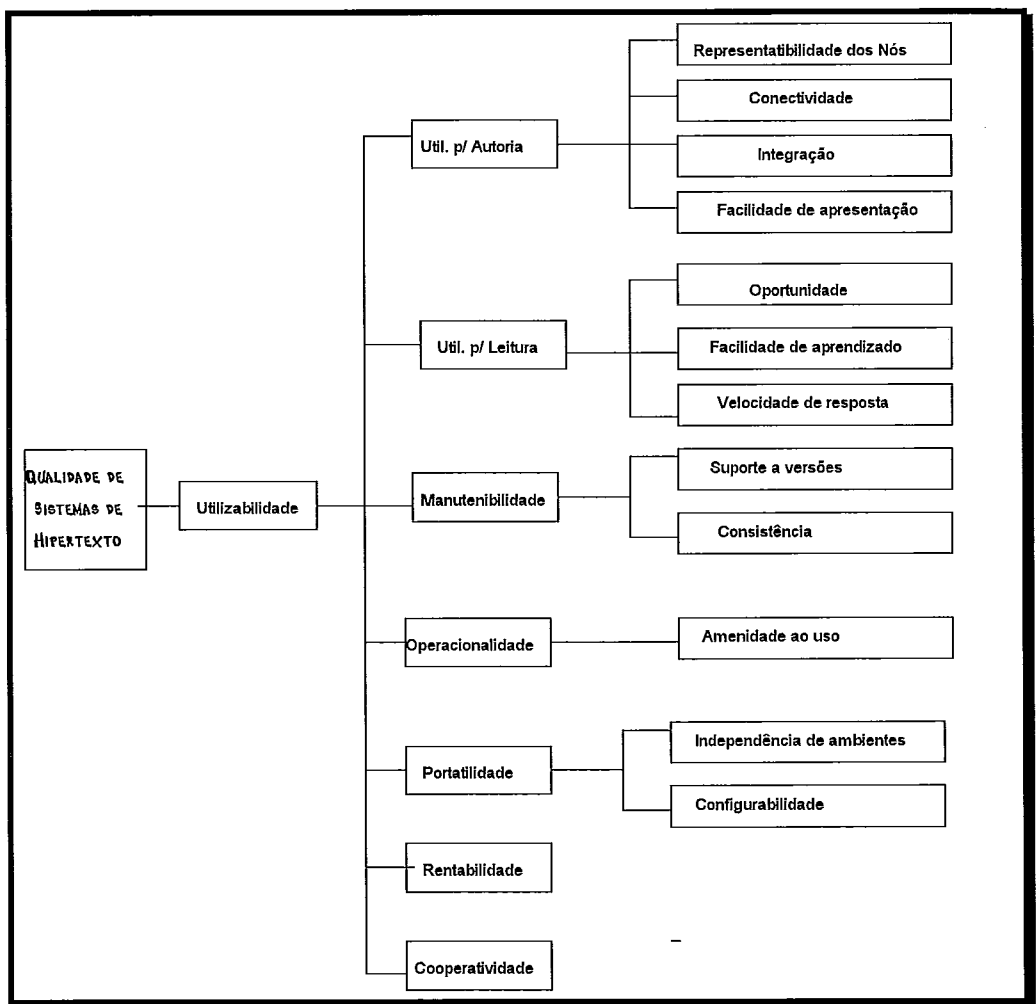 QUALIDADE DE
SISTEMAS DE
HIPERTEXTO
Utilizabilidade
Util. p/ Autoria
Representatibilidade dos Nós
Conectividade
Integração
Facilidade de apresentação
Util. p/ Leitura
Oportunidade
Facilidade de aprendizado
Velocidade de resposta
Manutenibilidade
Suporte a versões
Consistência
Operacionalidade
Amenidade ao uso
Portatilidade
Independência de ambientes
Configurabilidade
Rentabilidade
Cooperatividade